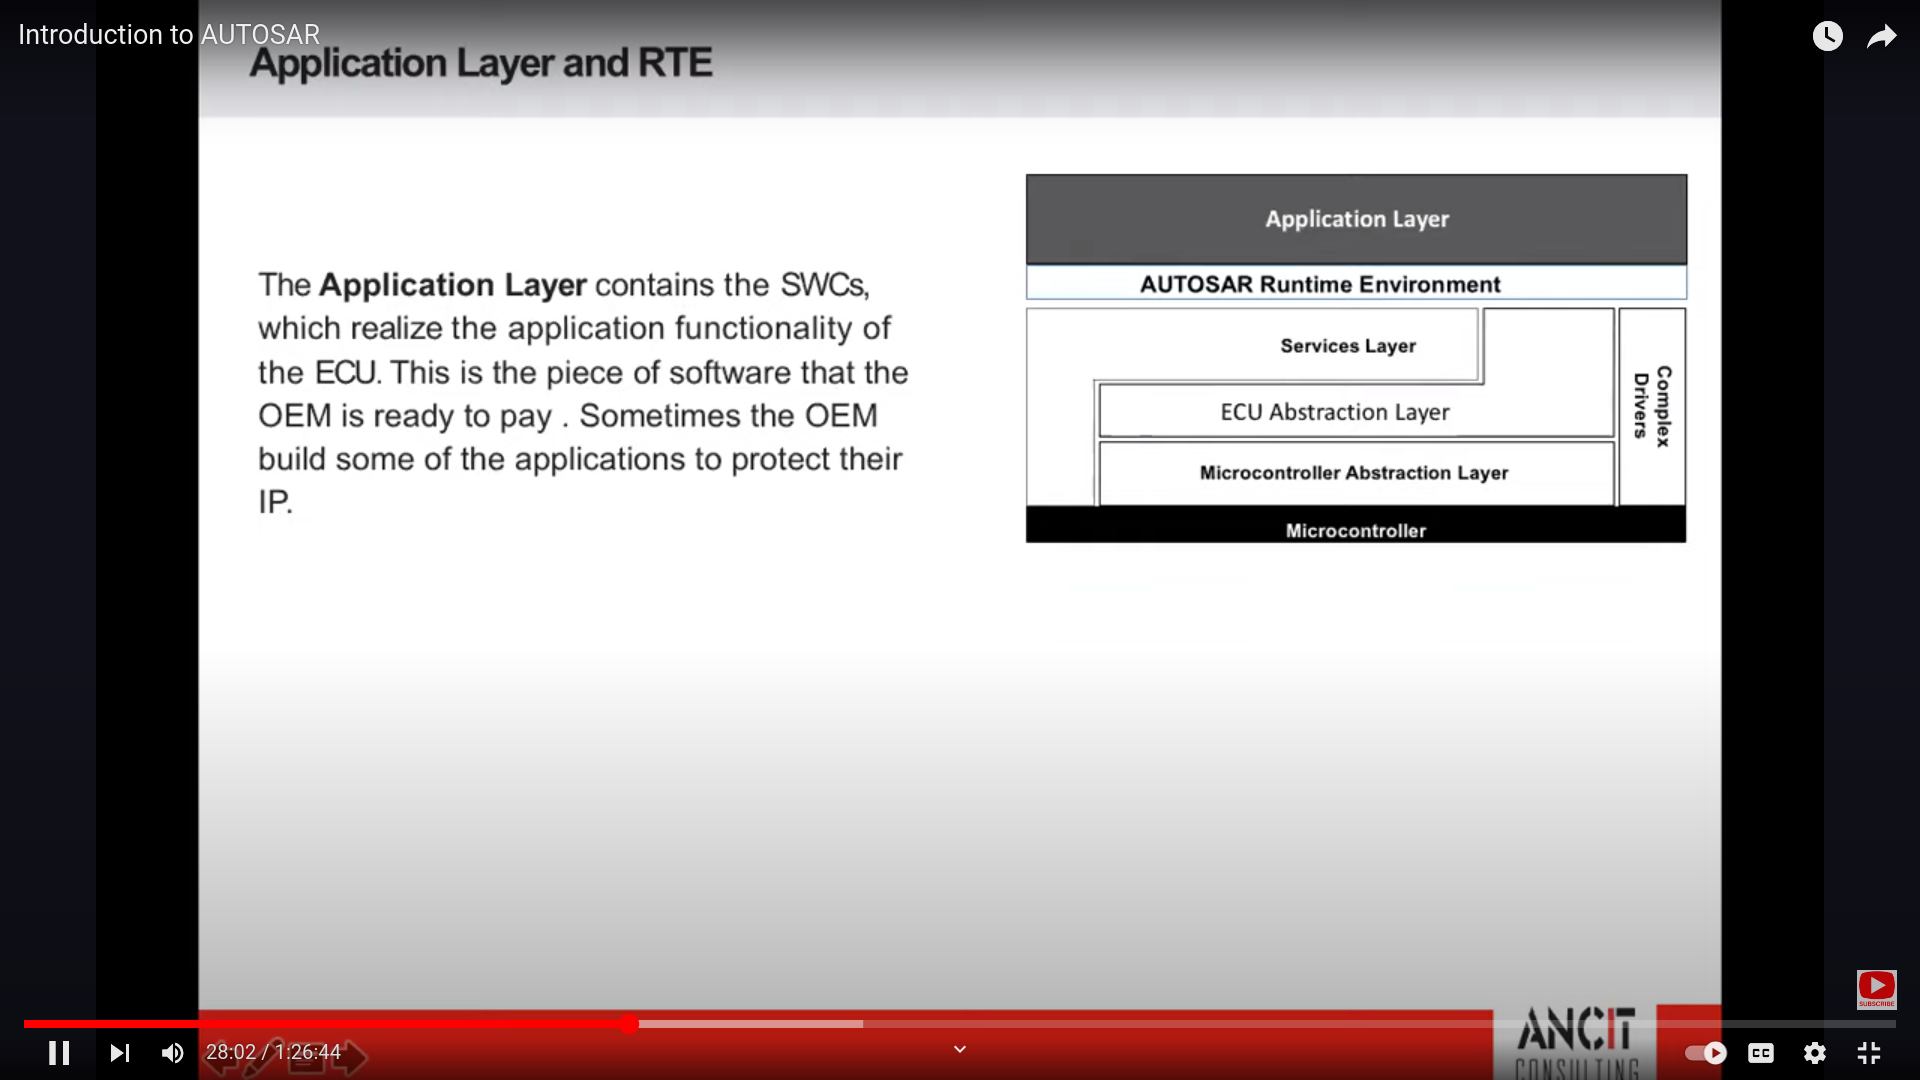 Introduction to AUTOSAR
Application Layer and RTE
The Application Layer contains the SWCs,
which realize the application functionality of
the ECU. This is the piece of software that the
OEM is ready to pay . Sometimes the OEM
build some of the applications to protect their
IP.
Application Layer
AUTOSAR Runtime Environment
Services Layer
ECU Abstraction Layer
Microcontroller Abstraction Layer
Complex
Drivers
Microcontroller
SUBSCRIBE
ANCIT
CONSULTING
28:02 / 1:26:44
CC